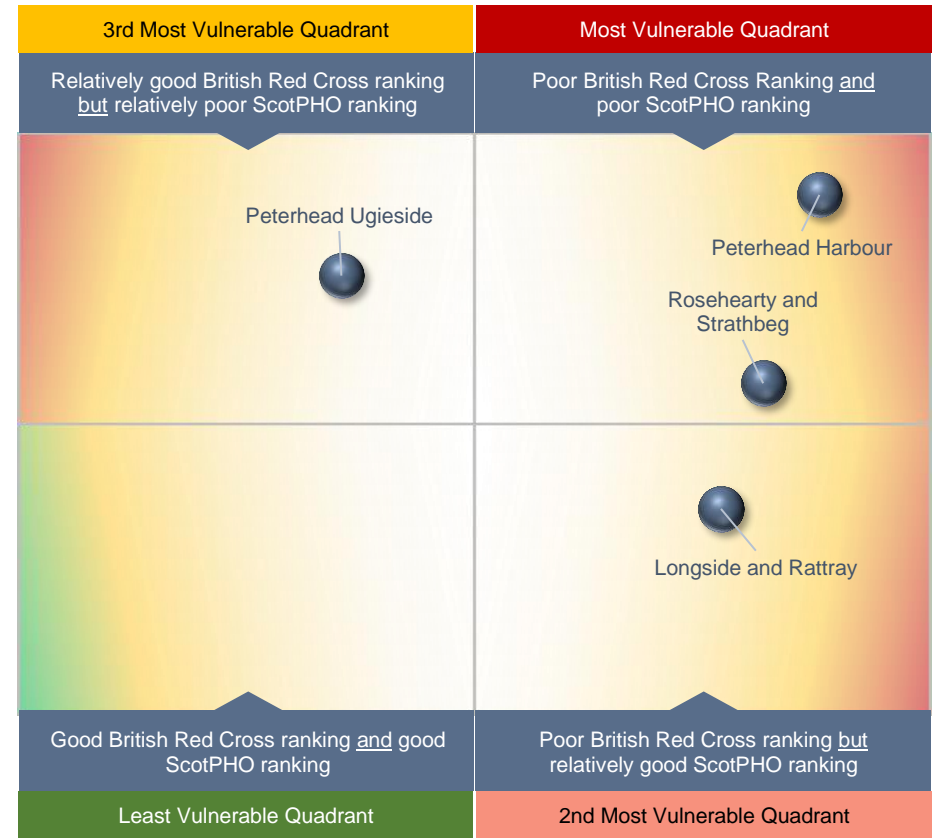 3rd Most Vulnerable Quadrant
Most Vulnerable Quadrant
Relatively good British Red Cross ranking
but relatively poor ScotPHO ranking
Poor British Red Cross Ranking and
poor ScotPHO ranking
Peterhead Ugieside
Peterhead Harbour
Rosehearty and
Strathbeg
Longside and Rattray
Good British Red Cross ranking and good
ScotPHO ranking
Poor British Red Cross ranking but
relatively good ScotPHO ranking
Least Vulnerable Quadrant
2nd Most Vulnerable Quadrant